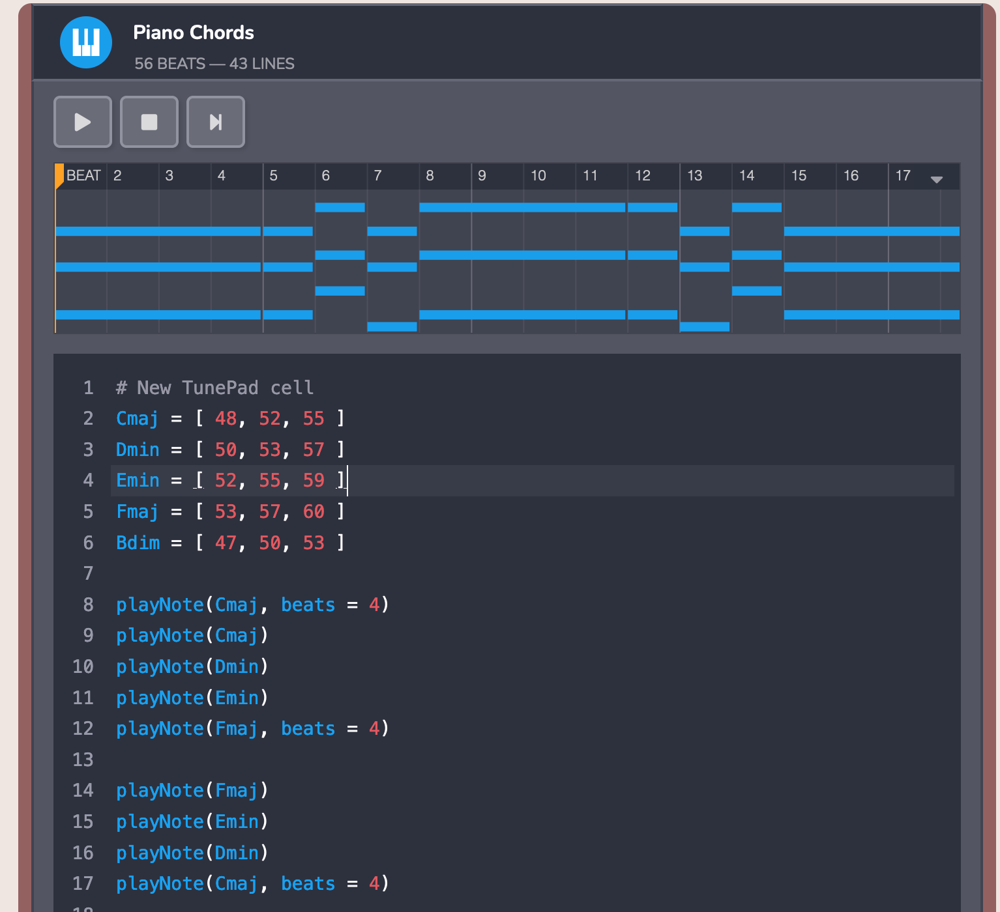 Piano Chords
56 BEATS — 43 LINES
BEAT 2 3 4 5 6 7 8 9 10 11 12 13 14 15 16 17
1 # New TunePad cell
2 Cmaj = [ 48, 52, 55 ]
3 Dmin = [ 50, 53, 57 ]
4 Emin = [ 52, 55, 59 ]
5 Fmaj = [ 53, 57, 60 ]
6 Bdim = [ 47, 50, 53 ]
7
8 playNote(Cmaj, beats = 4)
9 playNote(Cmaj)
10 playNote(Dmin)
11 playNote(Emin)
12 playNote(Fmaj, beats = 4)
13
14 playNote(Fmaj)
15 playNote(Emin)
16 playNote(Dmin)
17 playNote(Cmaj, beats = 4)